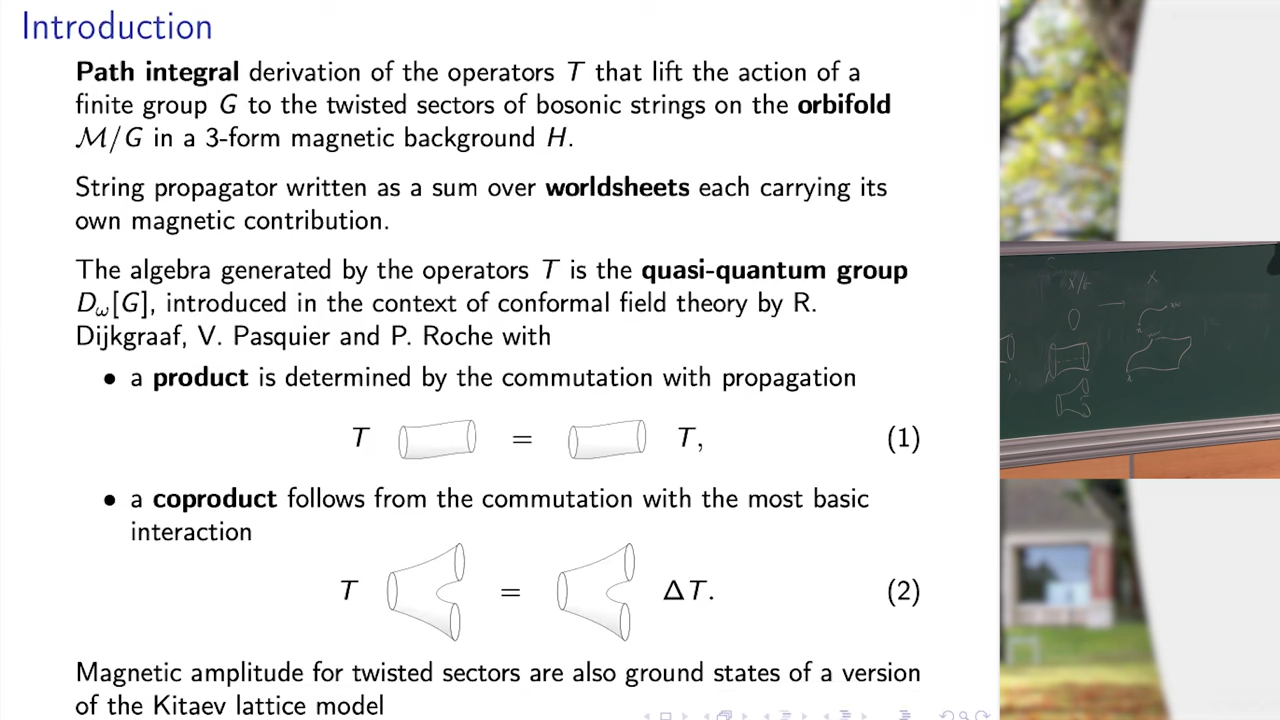 Introduction
Path integral derivation of the operators T that lift the action of a
finite group G to the twisted sectors of bosonic strings on the orbifold
M/G in a 3-form magnetic background H.
String propagator written as a sum over worldsheets each carrying its
own magnetic contribution.
The algebra generated by the operators T is the quasi-quantum group
Dω[G], introduced in the context of conformal field theory by R.
Dijkgraaf, V. Pasquier and P. Roche with
• a product is determined by the commutation with propagation
T = T, (1)
• a coproduct follows from the commutation with the most basic
interaction
T = ΔT. (2)
Magnetic amplitude for twisted sectors are also ground states of a version
of the Kitaev lattice model